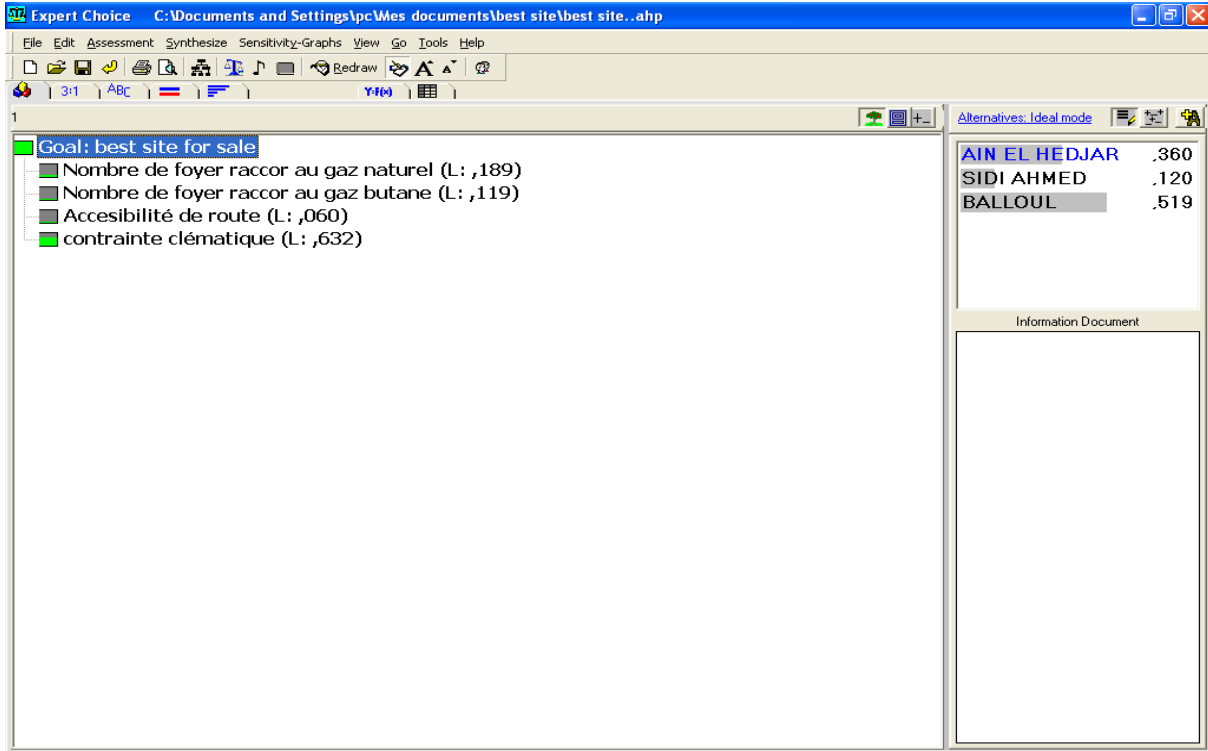 Expert Choice C:\Documents and Settings\pc\Mes documents\best site\best site..ahp
File Edit Assessment Synthesize Sensitivity-Graphs View Go Tools Help
Redraw A A
3:1 ABC Y=F(x)
1
Goal: best site for sale
Nombre de foyer raccor au gaz naturel (L: ,189)
Nombre de foyer raccor au gaz butane (L: ,119)
Accesibilité de route (L: ,060)
contrainte clématique (L: ,632)
Alternatives: Ideal mode
AIN EL HEDJAR ,360
SIDI AHMED ,120
BALLOUL ,519
Information Document